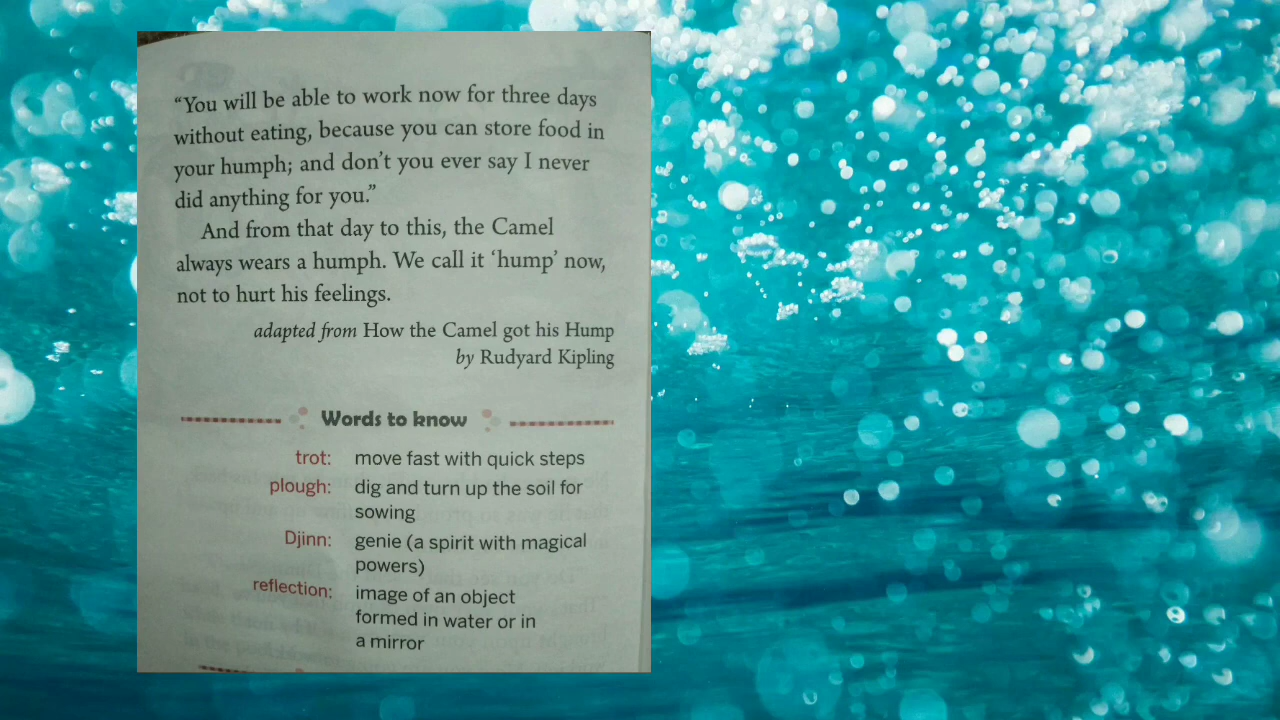 “You will be able to work now for three days
without eating, because you can store food in
your humph; and don’t you ever say I never
did anything for you.”
And from that day to this, the Camel
always wears a humph. We call it ‘hump’ now,
not to hurt his feelings.
adapted from How the Camel got his Hump
by Rudyard Kipling
Words to know
trot: move fast with quick steps
plough: dig and turn up the soil for
sowing
Djinn: genie (a spirit with magical
powers)
reflection: image of an object
formed in water or in
a mirror